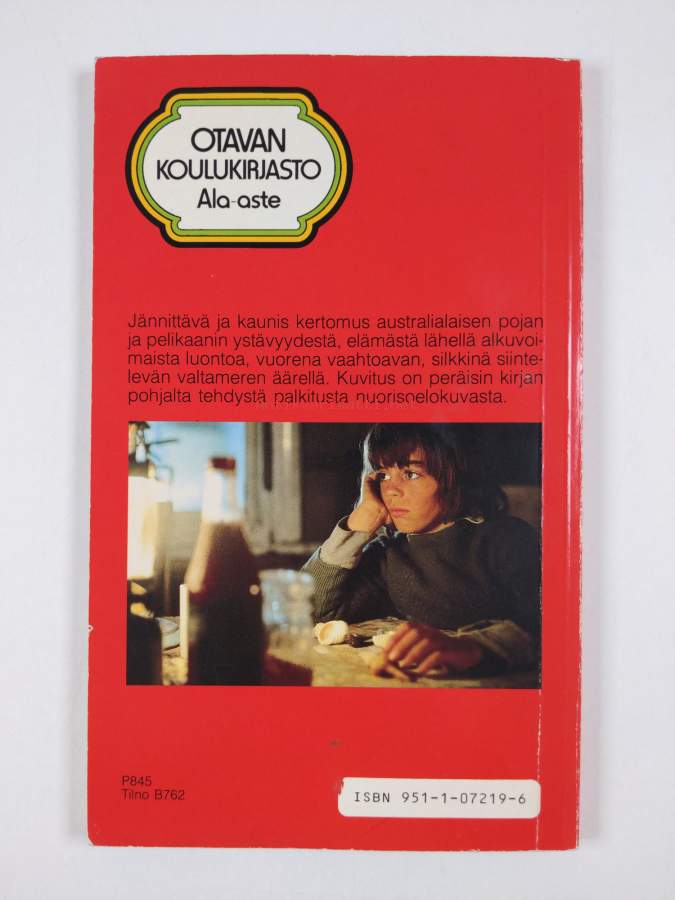 OTAVAN
KOULUKIRJASTO
Ala-aste
Jännittävä ja kaunis kertomus australialaisen pojan
ja pelikaanin ystävyydestä, elämästä lähellä alkuvoi-
maista luontoa, vuorena vaahtoavan, silkkinä siinte-
levän valtameren äärellä. Kuvitus on peräisin kirjan
pohjalta tehdystä palkitusta nuorisoelokuvasta.
P845
Tilno B762
ISBN 951-1-07219-6